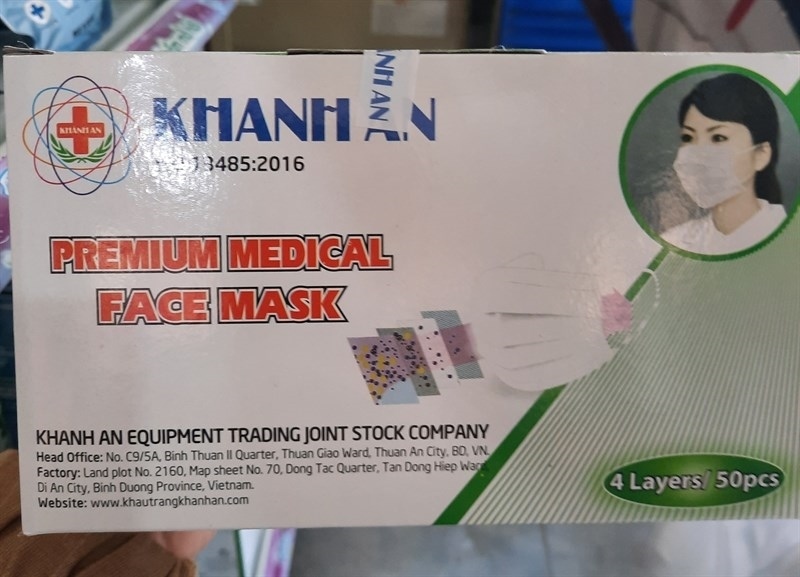 KHANH AN
KHANH AN
NH AN
13485:2016
PREMIUM MEDICAL
FACE MASK
KHANH AN EQUIPMENT TRADING JOINT STOCK COMPANY
Head Office: No. C9/5A, Binh Thuan II Quarter, Thuan Giao Ward, Thuan An City, BD, VN.
Factory: Land plot No. 2160, Map sheet No. 70, Dong Tac Quarter, Tan Dong Hiep Ward,
Di An City, Binh Duong Province, Vietnam.
Website: www.khautrangkhanhan.com
4 Layers/ 50pcs